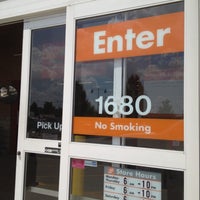 Enter
1680
Pick Up
No Smoking
Store Hours